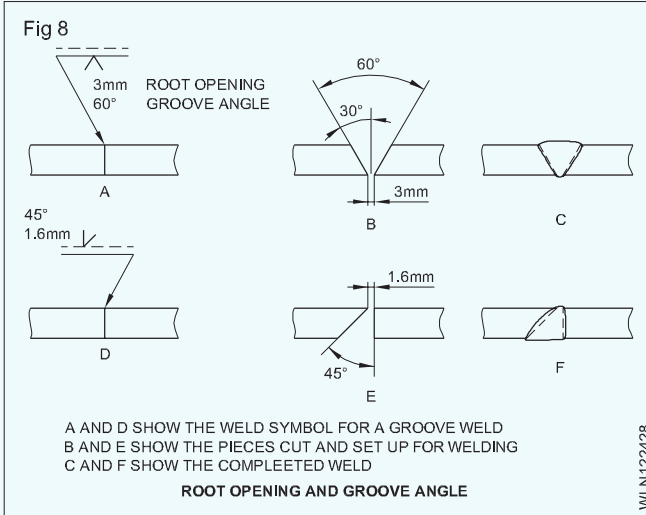 Fig 8
3mm ROOT OPENING
60° GROOVE ANGLE
A
60°
30°
3mm
B
C
45°
1.6mm
D
1.6mm
45°
E
F
A AND D SHOW THE WELD SYMBOL FOR A GROOVE WELD
B AND E SHOW THE PIECES CUT AND SET UP FOR WELDING
C AND F SHOW THE COMPLEETED WELD
ROOT OPENING AND GROOVE ANGLE
WLN122428